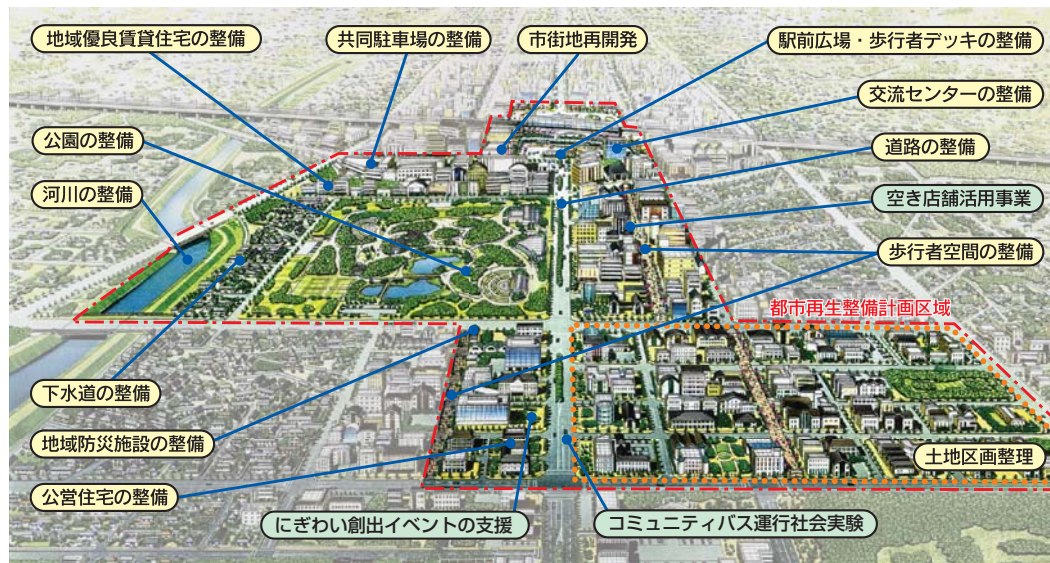 地域優良賃貸住宅の整備
共同駐車場の整備
市街地再開発
駅前広場・歩行者デッキの整備
交流センターの整備
公園の整備
道路の整備
河川の整備
空き店舗活用事業
歩行者空間の整備
都市再生整備計画区域
下水道の整備
地域防災施設の整備
土地区画整理
公営住宅の整備
にぎわい創出イベントの支援
コミュニティバス運行社会実験